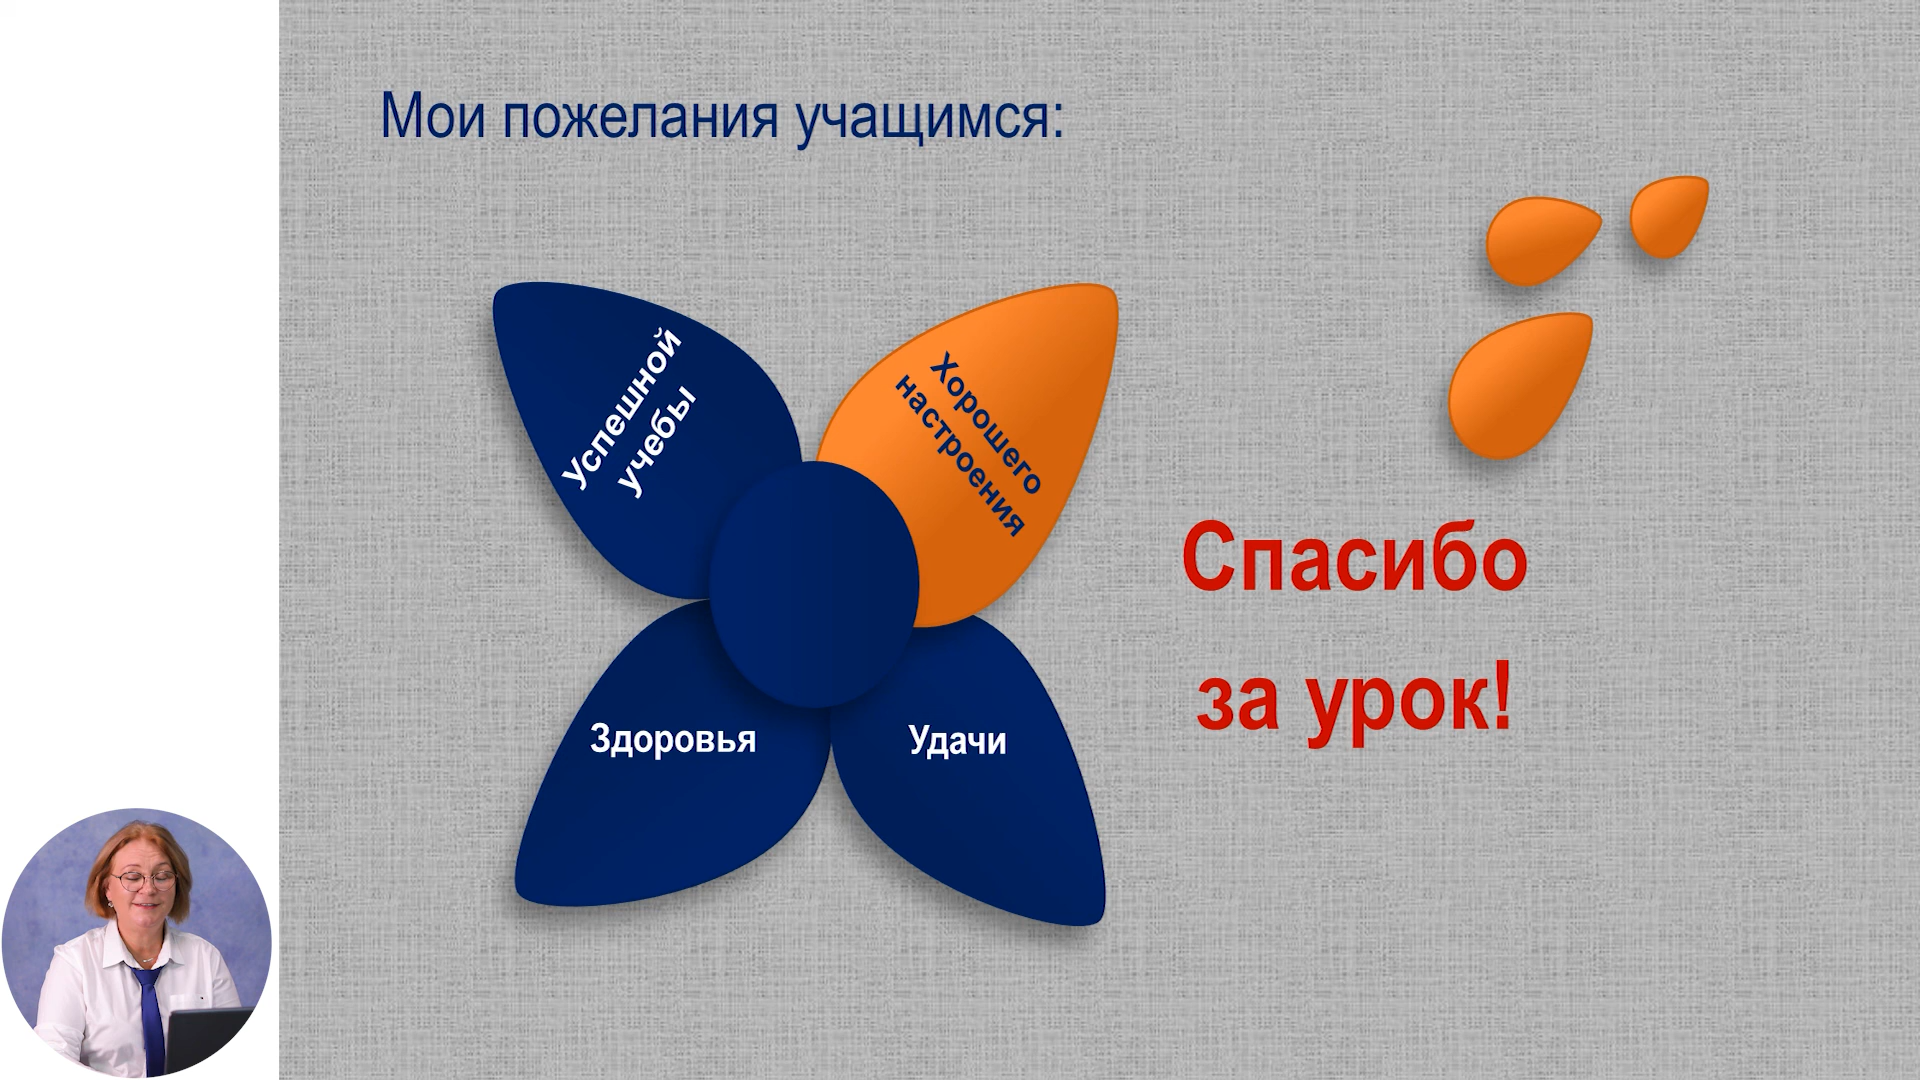 Мои пожелания учащимся:
Успешной
учебы
Хорошего
настроения
Здоровья
Удачи
Спасибо
за урок!